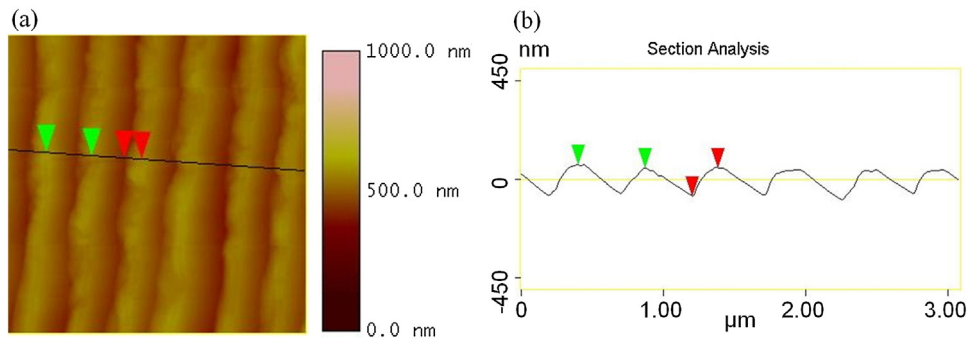 (a)
1000.0 nm
500.0 nm
0.0 nm
(b)
nm
Section Analysis
450
0
-450
0
1.00
2.00
3.00
µm